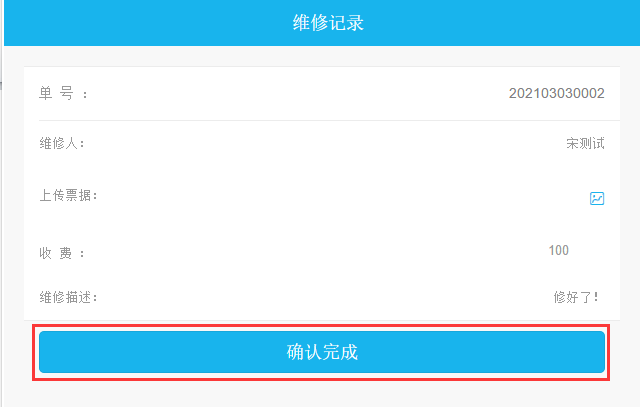 维修记录
单 号 : 202103030002
维修人: 宋测试
上传票据:
收 费 : 100
维修描述: 修好了!
确认完成